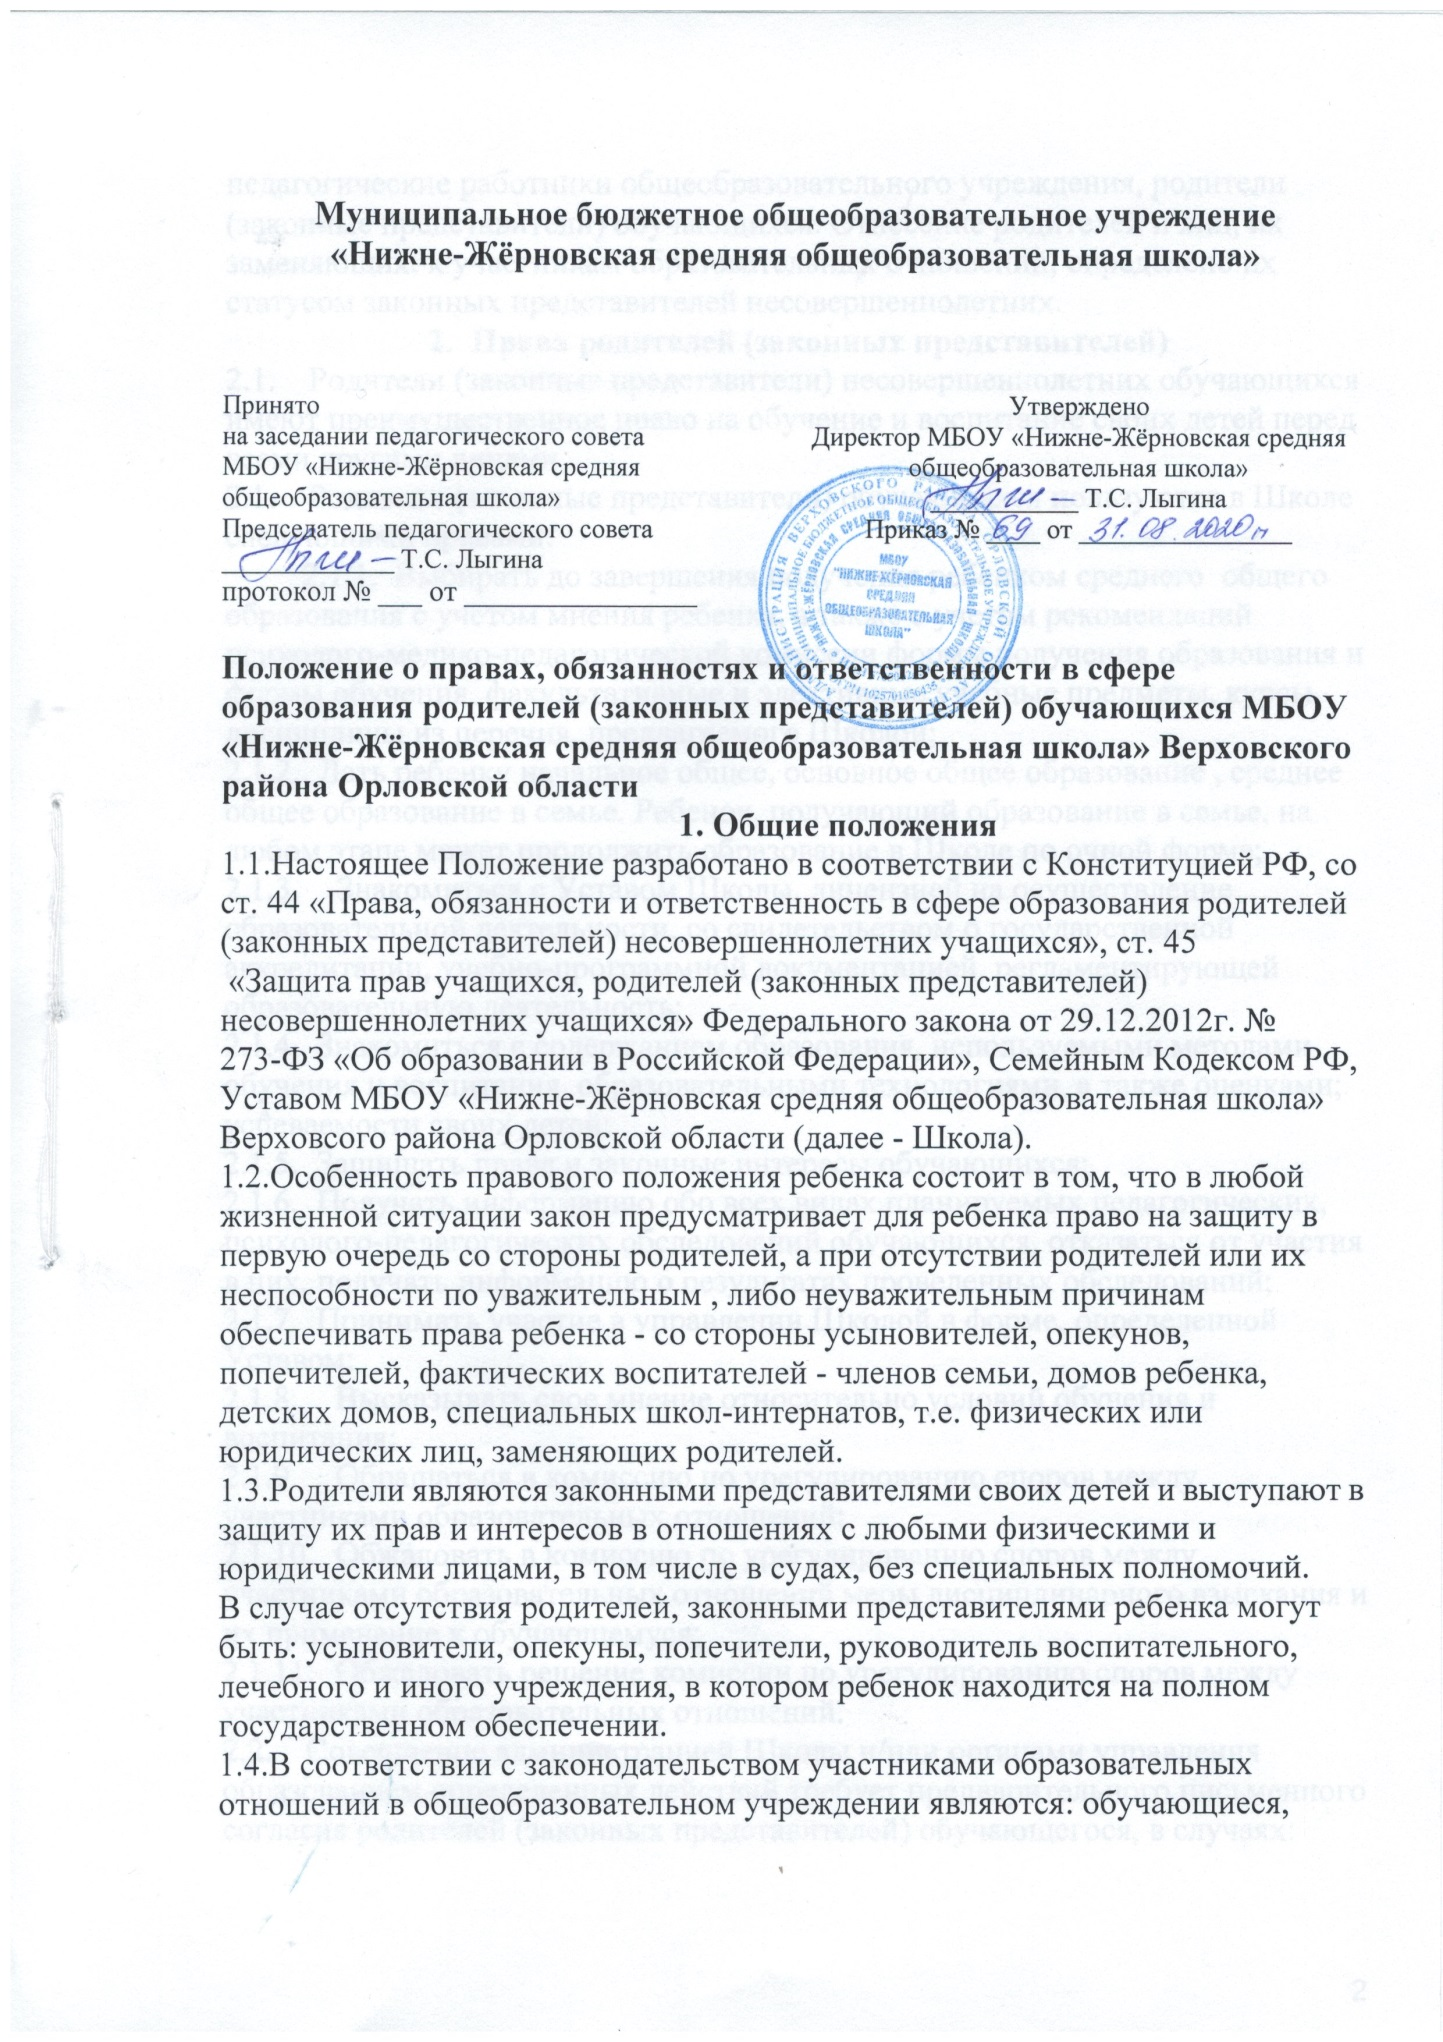 Муниципальное бюджетное общеобразовательное учреждение
«Нижне-Жёрновская средняя общеобразовательная школа»
Принято
на заседании педагогического совета
МБОУ «Нижне-Жёрновская средняя
общеобразовательная школа»
Председатель педагогического совета
____________ Т.С. Лыгина
протокол № ____ от
Утверждено
Директор МБОУ «Нижне-Жёрновская средняя
общеобразовательная школа»
____________ Т.С. Лыгина
Приказ № 69 от 31.08.2020г
МБОУ
"НИЖНЕ-ЖЁРНОВСКАЯ
СРЕДНЯЯ
ОБЩЕОБРАЗОВАТЕЛЬНАЯ
ШКОЛА"
Положение о правах, обязанностях и ответственности в сфере
образования родителей (законных представителей) обучающихся МБОУ
«Нижне-Жёрновская средняя общеобразовательная школа» Верховского
района Орловской области
1. Общие положения
1.1.Настоящее Положение разработано в соответствии с Конституцией РФ, со
ст. 44 «Права, обязанности и ответственность в сфере образования родителей
(законных представителей) несовершеннолетних учащихся», ст. 45
«Защита прав учащихся, родителей (законных представителей)
несовершеннолетних учащихся» Федерального закона от 29.12.2012г. №
273-ФЗ «Об образовании в Российской Федерации», Семейным Кодексом РФ,
Уставом МБОУ «Нижне-Жёрновская средняя общеобразовательная школа»
Верховсого района Орловской области (далее - Школа).
1.2.Особенность правового положения ребенка состоит в том, что в любой
жизненной ситуации закон предусматривает для ребенка право на защиту в
первую очередь со стороны родителей, а при отсутствии родителей или их
неспособности по уважительным , либо неуважительным причинам
обеспечивать права ребенка - со стороны усыновителей, опекунов,
попечителей, фактических воспитателей - членов семьи, домов ребенка,
детских домов, специальных школ-интернатов, т.е. физических или
юридических лиц, заменяющих родителей.
1.3.Родители являются законными представителями своих детей и выступают в
защиту их прав и интересов в отношениях с любыми физическими и
юридическими лицами, в том числе в судах, без специальных полномочий.
В случае отсутствия родителей, законными представителями ребенка могут
быть: усыновители, опекуны, попечители, руководитель воспитательного,
лечебного и иного учреждения, в котором ребенок находится на полном
государственном обеспечении.
1.4.В соответствии с законодательством участниками образовательных
отношений в общеобразовательном учреждении являются: обучающиеся,
2